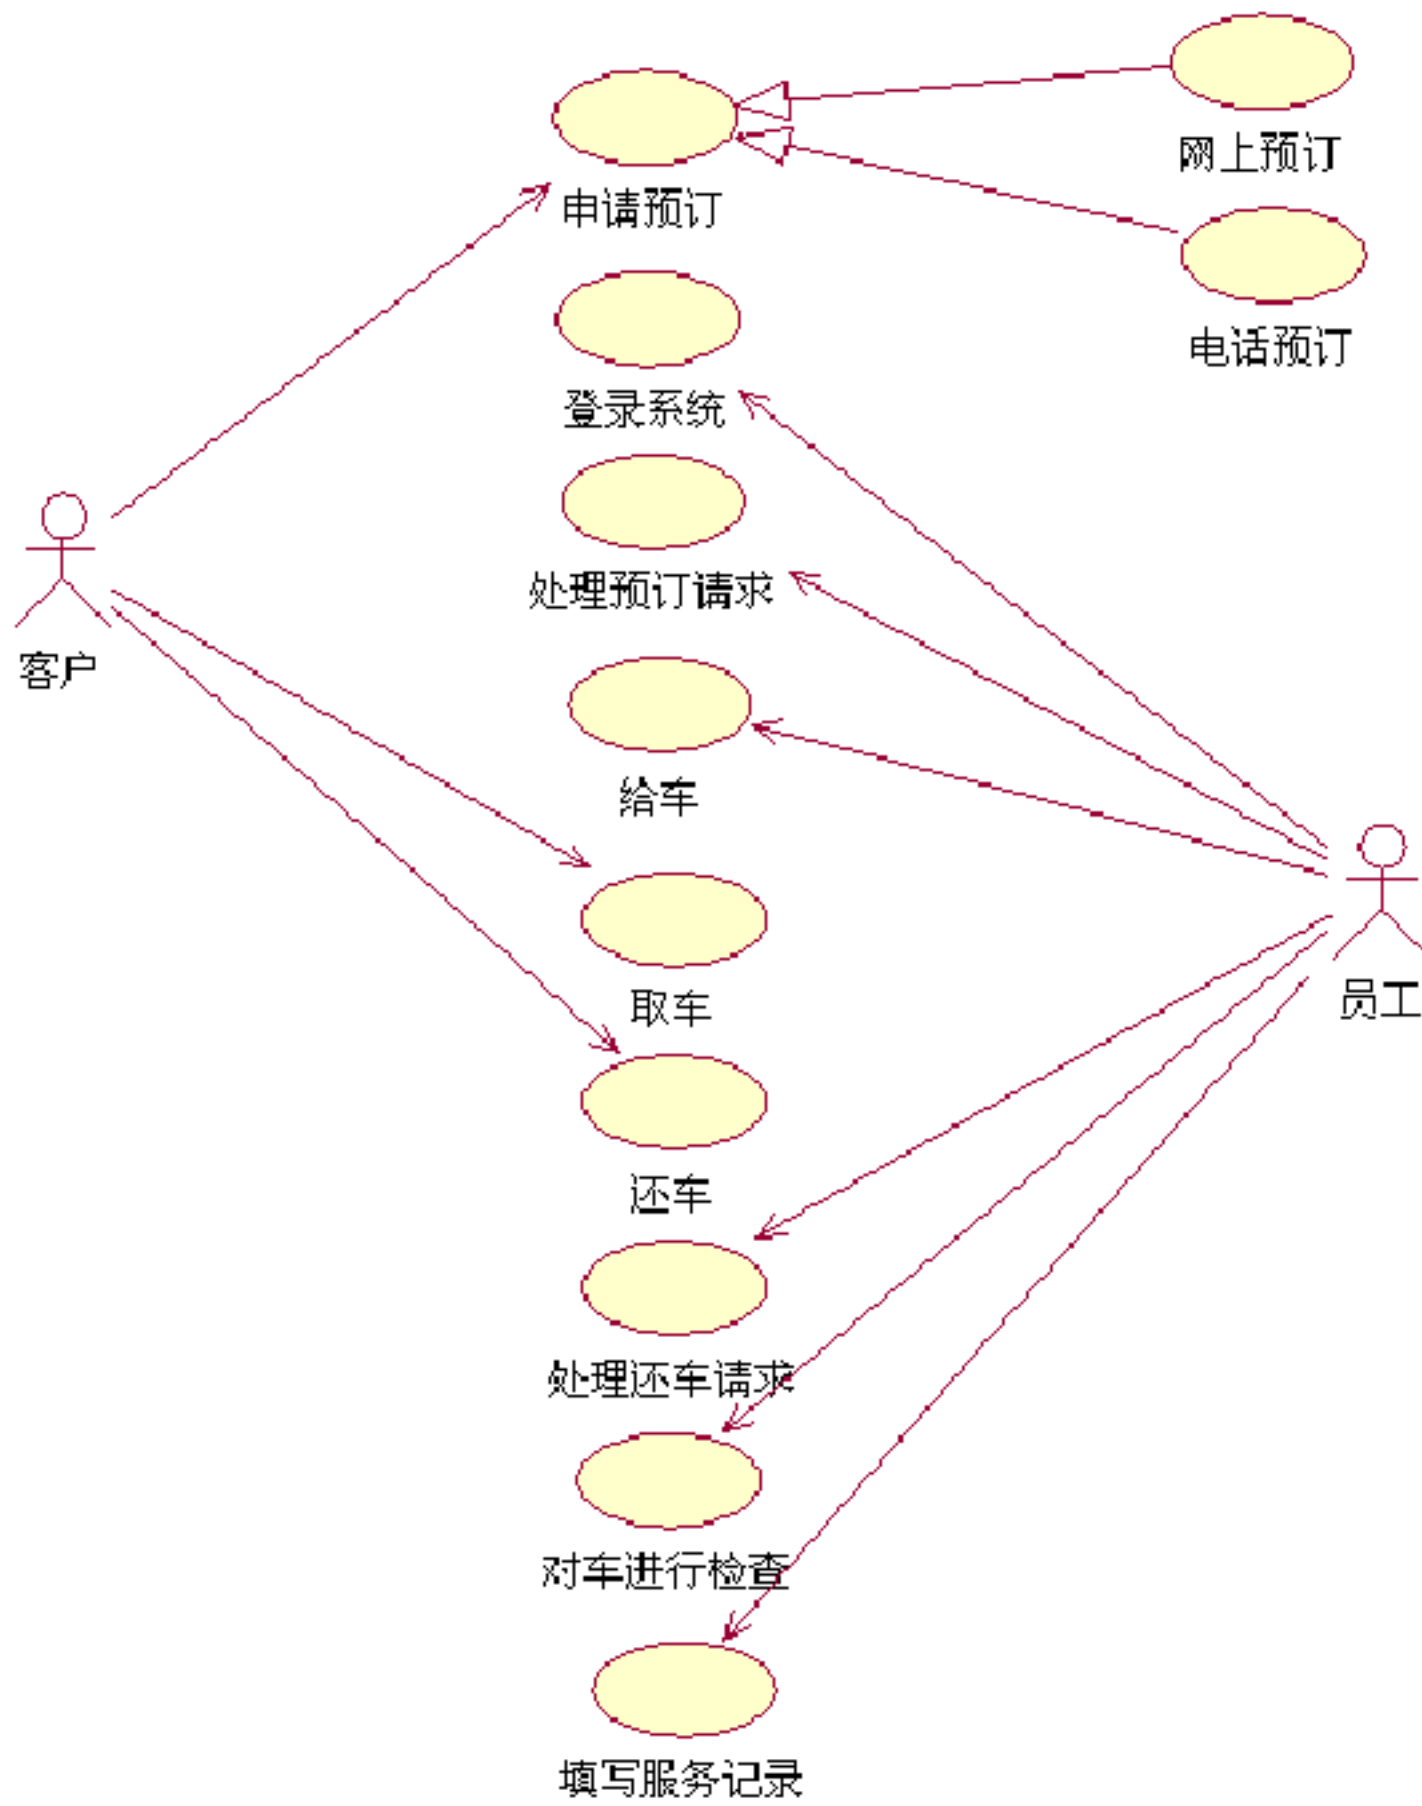 网上预订
申请预订
电话预订
登录系统
处理预订请求
客户
给车
取车
员工
还车
处理还车请求
对车进行检查
填写服务记录